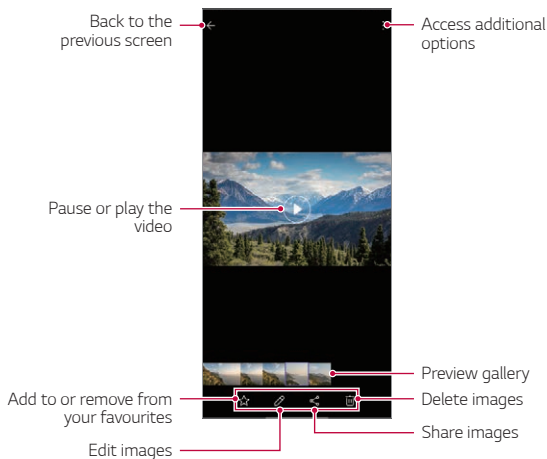 Back to the
previous screen
Access additional
options
Pause or play the
video
Preview gallery
Add to or remove from
your favourites
Delete images
Share images
Edit images